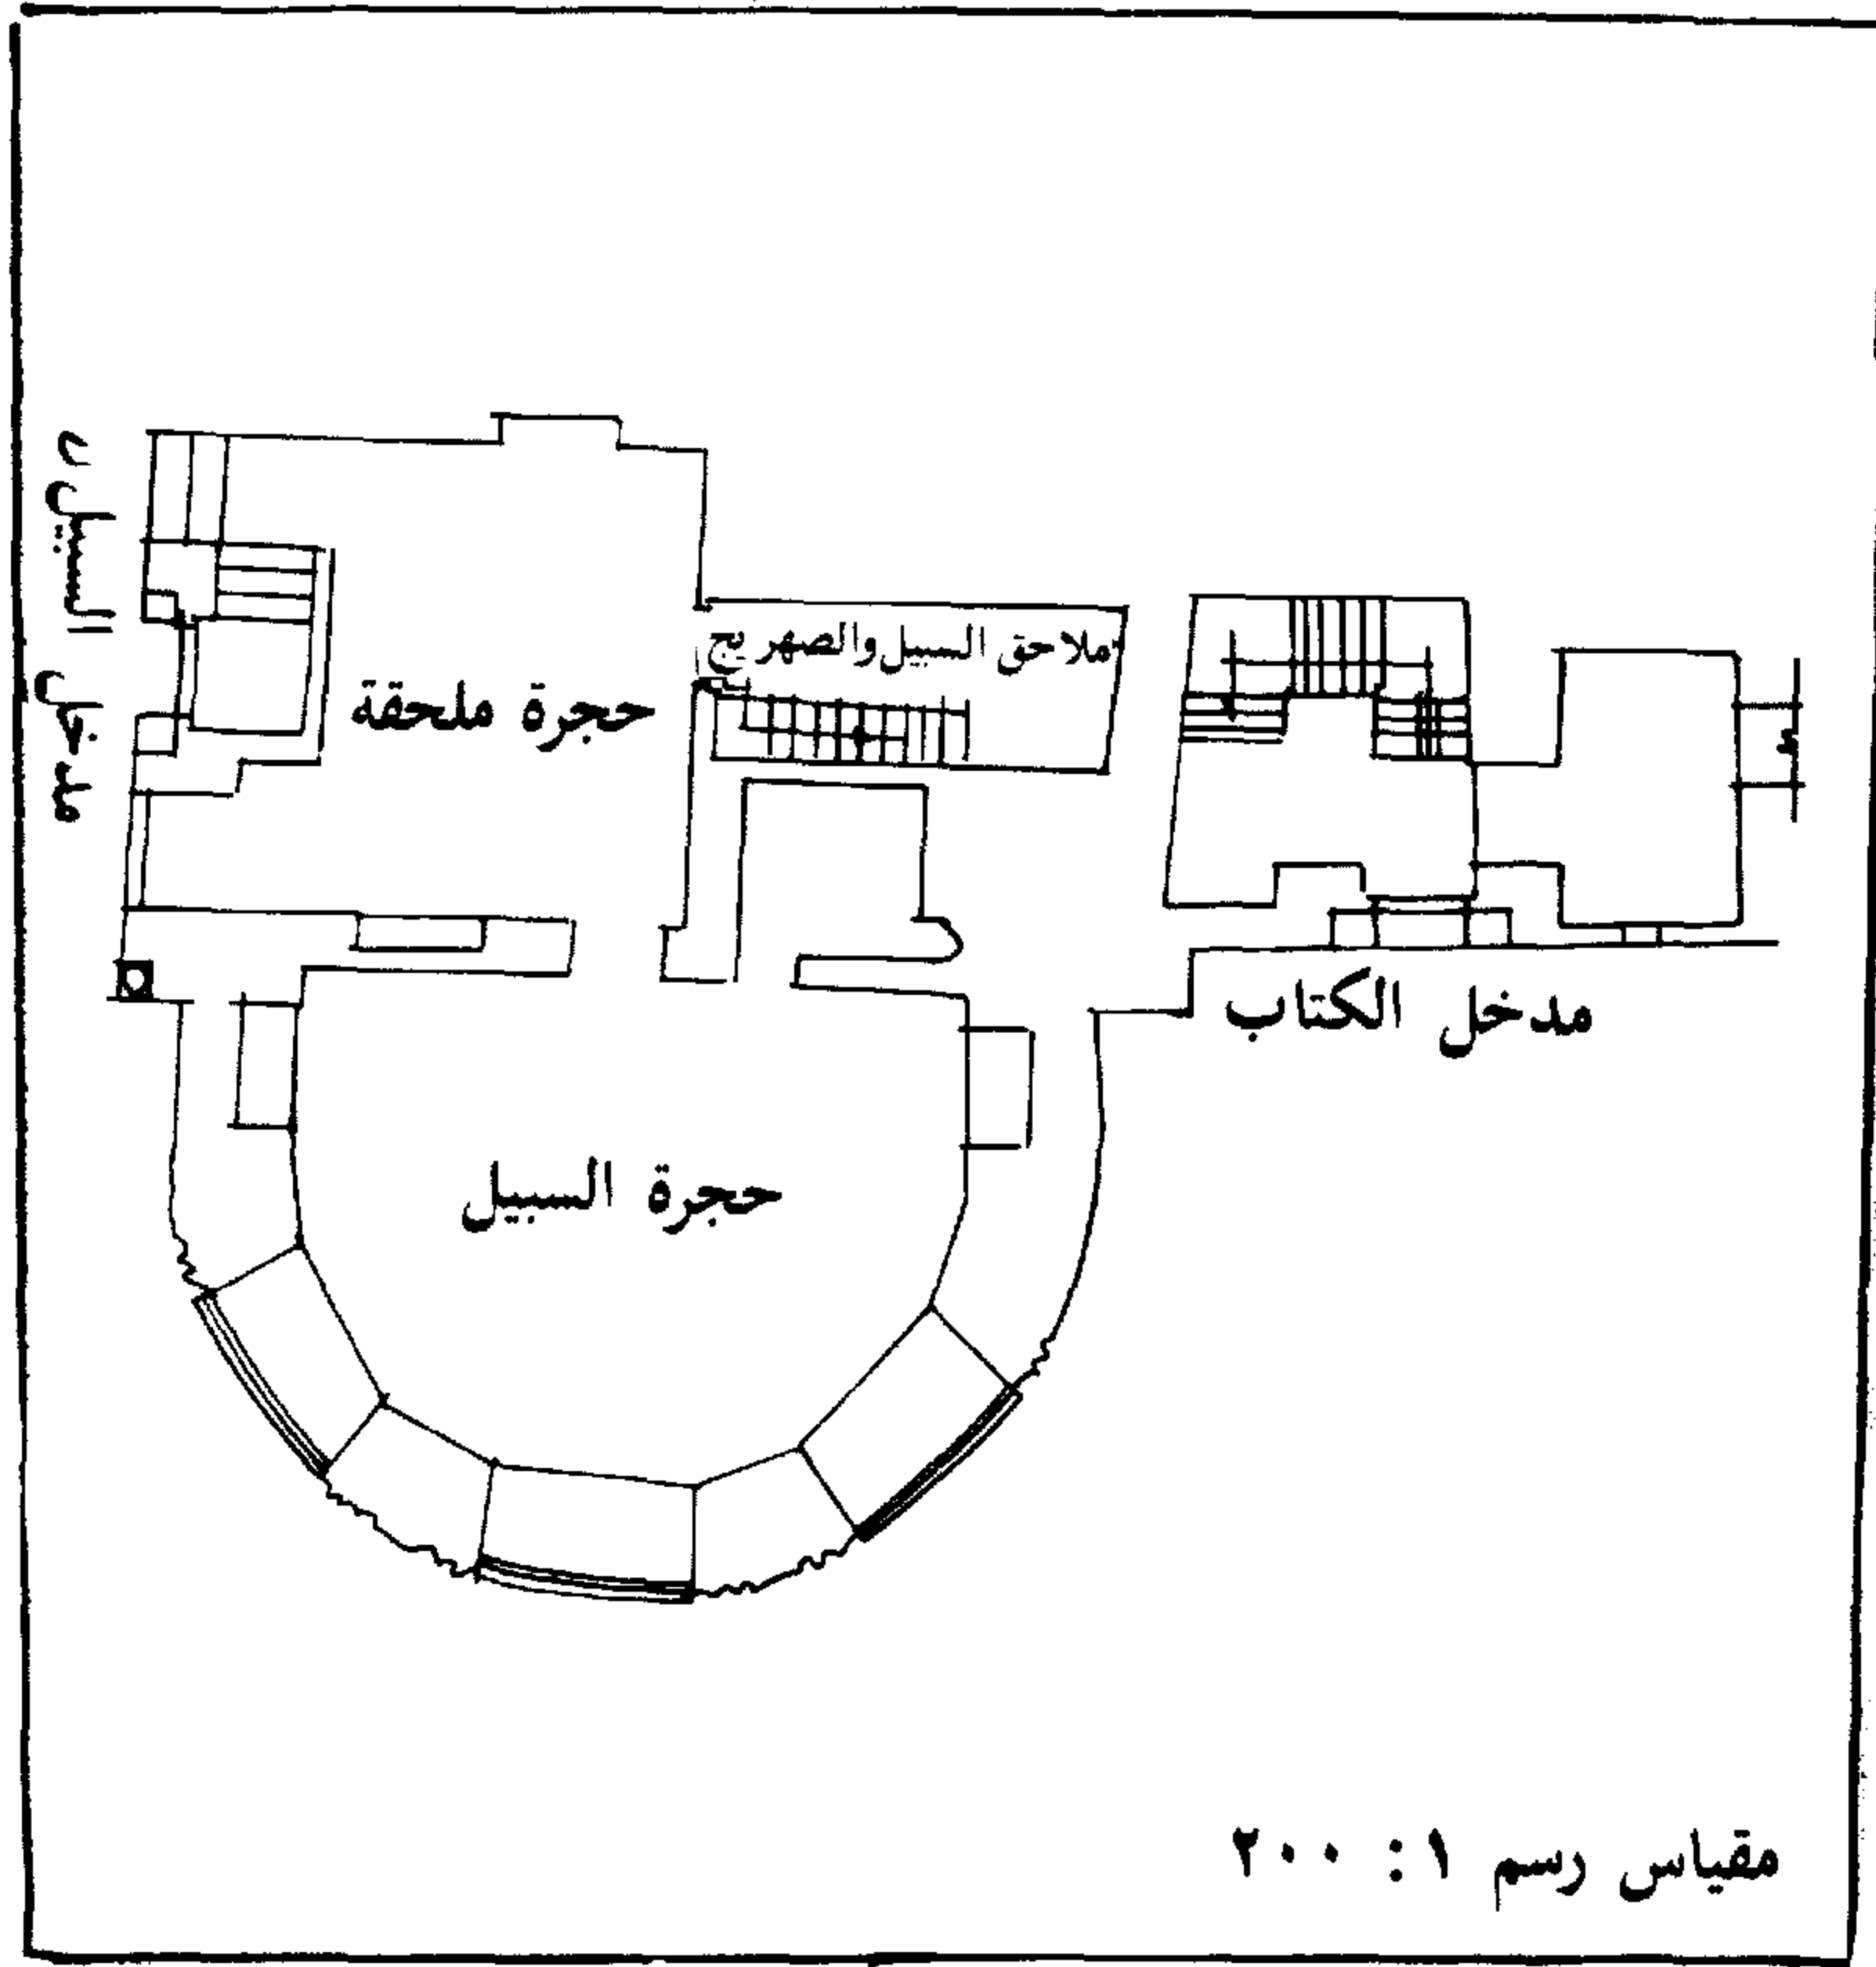 ملاحق السبيل والصهريج
حجرة ملحقة
مدخل السبيل
مدخل الكتاب
حجرة السبيل
مقياس رسم ١ : ٢٠٠